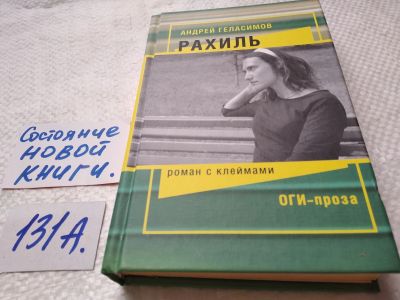 АНДРЕЙ ГЕЛАСИМОВ
РАХИЛЬ
роман с клеймами
ОГИ-проза
Состояние
НОВОЙ
КНИГИ.
131А.